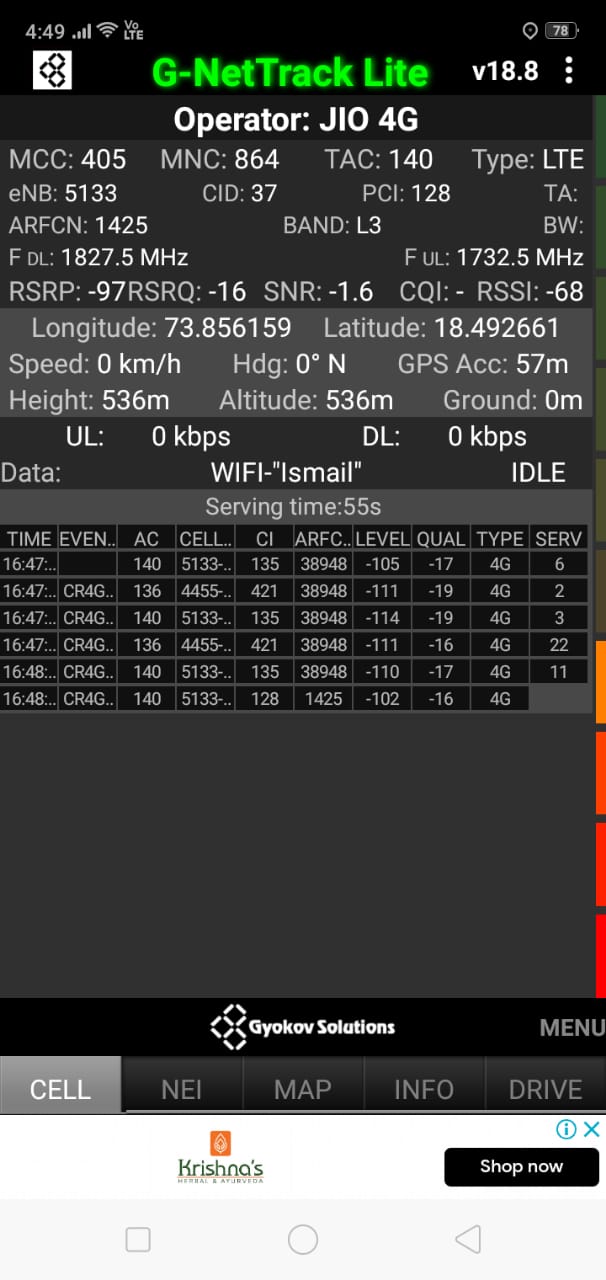 4:49 Vo LTE 78
G-NetTrack Lite v18.8
Operator: JIO 4G
MCC: 405 MNC: 864 TAC: 140 Type: LTE
eNB: 5133 CID: 37 PCI: 128 TA:
ARFCN: 1425 BAND: L3 BW:
F DL: 1827.5 MHz F UL: 1732.5 MHz
RSRP: -97 RSRQ: -16 SNR: -1.6 CQI: - RSSI: -68
Longitude: 73.856159 Latitude: 18.492661
Speed: 0 km/h Hdg: 0° N GPS Acc: 57m
Height: 536m Altitude: 536m Ground: 0m
UL: 0 kbps DL: 0 kbps
Data: WIFI-"Ismail" IDLE
Serving time:55s
TIME EVEN.. AC CELL.. CI ARFC.. LEVEL QUAL TYPE SERV
16:47:.. 140 5133-.. 135 38948 -105 -17 4G 6
16:47:.. CR4G.. 136 4455-.. 421 38948 -111 -19 4G 2
16:47:.. CR4G.. 140 5133-.. 135 38948 -114 -19 4G 3
16:47:.. CR4G.. 136 4455-.. 421 38948 -111 -16 4G 22
16:48:.. CR4G.. 140 5133-.. 135 38948 -110 -17 4G 11
16:48:.. CR4G.. 140 5133-.. 128 1425 -102 -16 4G
Gyokov Solutions MENU
CELL NEI MAP INFO DRIVE
Krishna's
HERBAL & AYURVEDA
Shop now